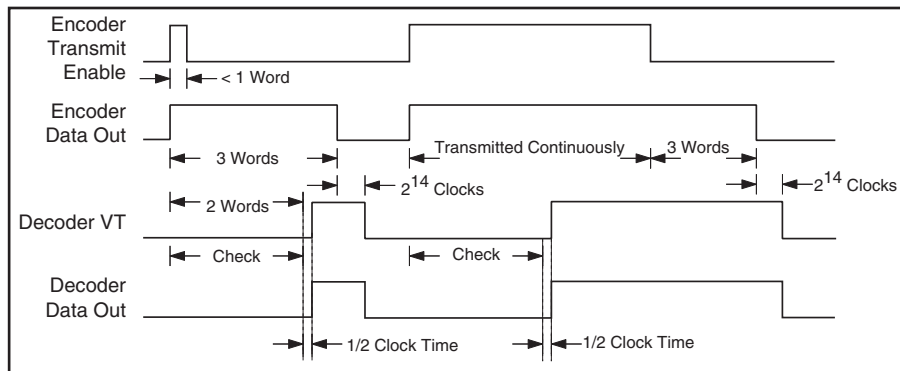 Encoder
Transmit
Enable
< 1 Word
Encoder
Data Out
3 Words
Transmitted Continuously
3 Words
2^14 Clocks
2^14 Clocks
2 Words
Decoder VT
Check
Check
Decoder
Data Out
1/2 Clock Time
1/2 Clock Time